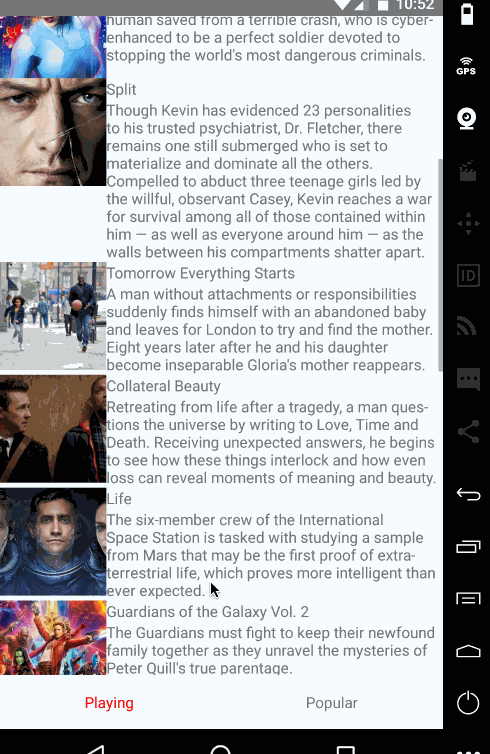 10:52
human saved from a terrible crash, who is cyber-
enhanced to be a perfect soldier devoted to
stopping the world's most dangerous criminals.
Split
Though Kevin has evidenced 23 personalities
to his trusted psychiatrist, Dr. Fletcher, there
remains one still submerged who is set to
materialize and dominate all the others.
Compelled to abduct three teenage girls led by
the willful, observant Casey, Kevin reaches a war
for survival among all of those contained within
him — as well as everyone around him — as the
walls between his compartments shatter apart.
Tomorrow Everything Starts
A man without attachments or responsibilities
suddenly finds himself with an abandoned baby
and leaves for London to try and find the mother.
Eight years later after he and his daughter
become inseparable Gloria's mother reappears.
Collateral Beauty
Retreating from life after a tragedy, a man ques-
tions the universe by writing to Love, Time and
Death. Receiving unexpected answers, he begins
to see how these things interlock and how even
loss can reveal moments of meaning and beauty.
Life
The six-member crew of the International
Space Station is tasked with studying a sample
from Mars that may be the first proof of extra-
terrestrial life, which proves more intelligent than
ever expected.
Guardians of the Galaxy Vol. 2
The Guardians must fight to keep their newfound
family together as they unravel the mysteries of
Peter Quill's true parentage.
Playing
Popular
GPS
ID